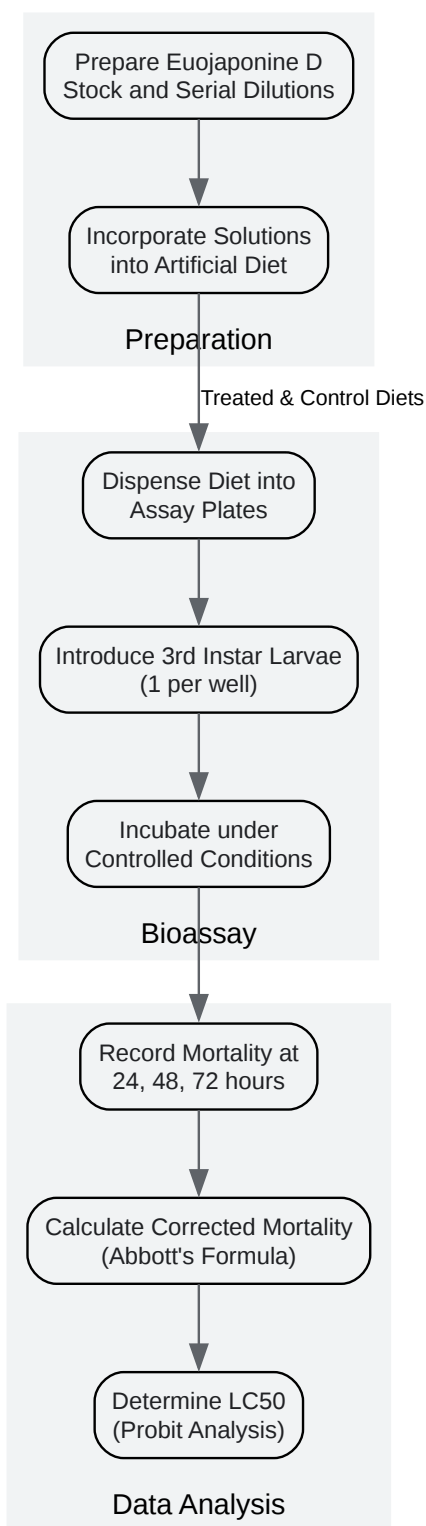 Prepare Euojaponine D
Stock and Serial Dilutions
Incorporate Solutions
into Artificial Diet
Preparation
Treated & Control Diets
Dispense Diet into
Assay Plates
Introduce 3rd Instar Larvae
(1 per well)
Incubate under
Controlled Conditions
Bioassay
Record Mortality at
24, 48, 72 hours
Calculate Corrected Mortality
(Abbott's Formula)
Determine LC50
(Probit Analysis)
Data Analysis